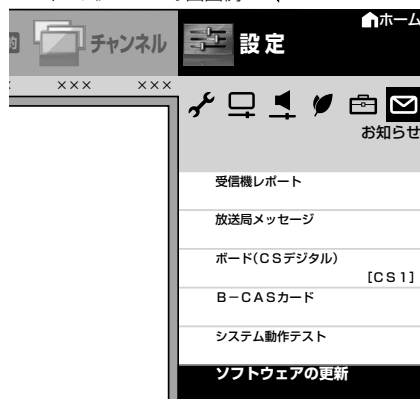 ホーム
チャンネル
設定
××× ×××
お知らせ
受信機レポート
放送局メッセージ
ボード(CSデジタル)
[CS1]
B－CASカード
システム動作テスト
ソフトウェアの更新